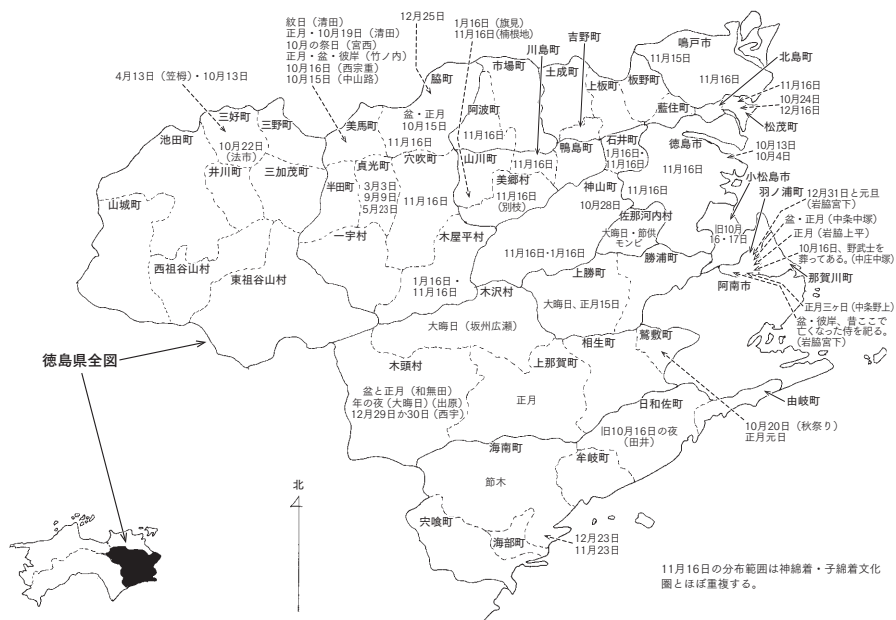 紋日（清田）
正月・10月19日（清田）
10月の祭日（宮西）
正月・盆・彼岸（竹ノ内）
10月16日（西宗重）
10月15日（中山路）
12月25日
1月16日（旗見）
11月16日（楠根地）
川島町
吉野町
鳴戸市
11月15日
11月16日
北島町
11月16日
10月24日
12月16日
松茂町
4月13日（笠栂）・10月13日
脇町
市場町
土成町
上板町
板野町
藍住町
三好町
三野町
美馬町
盆・正月
10月15日
11月16日
阿波町
11月16日
池田町
10月22日
（法市）
井川町
三加茂町
半田町
貞光町
3月3日
9月9日
5月23日
穴吹町
11月16日
山川町
11月16日
鴨島町
石井町
1月16日・
11月16日
徳島市
11月16日
10月13日
10月4日
美郷村
11月16日
（別枝）
神山町
10月28日
11月16日
小松島市
羽ノ浦町
12月31日と元旦
（岩脇宮下）
盆・正月（中条中塚）
正月（岩脇上平）
10月16日、野武士を
葬ってある。（中庄中塚）
山城町
佐那河内村
大晦日・節供
モンビ
旧10月
16・17日
一宇村
木屋平村
11月16日・1月16日
勝浦町
那賀川町
西祖谷山村
東祖谷山村
1月16日・
11月16日
木沢村
上勝町
大晦日、正月15日
阿南市
正月三ヶ日（中条野上）
盆・彼岸、昔ここで
亡くなった侍を祀る。
（岩脇宮下）
大晦日（坂州広瀬）
相生町
鷲敷町
徳島県全図
木頭村
上那賀町
盆と正月（和無田）
年の夜（大晦日）（出原）
12月29日か30日（西宇）
正月
日和佐町
由岐町
旧10月16日の夜
（田井）
10月20日（秋祭り）
正月元日
海南町
牟岐町
節木
北
宍喰町
海部町
12月23日
11月23日
11月16日の分布範囲は神綿着・子綿着文化
圏とほぼ重複する。